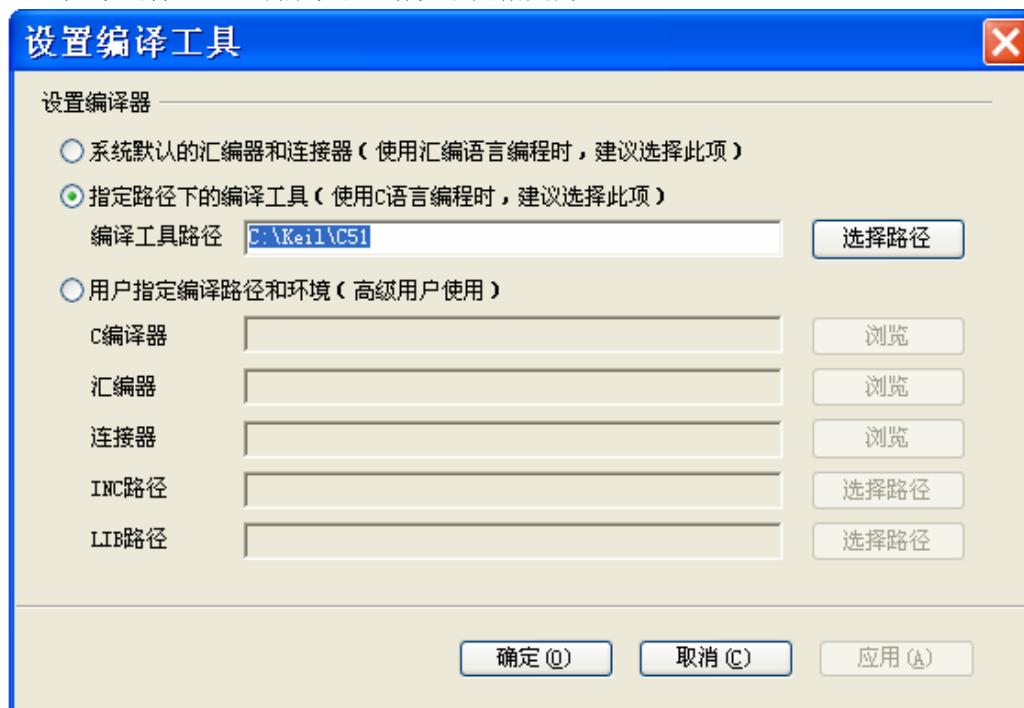 设置编译工具
设置编译器
系统默认的汇编器和连接器(使用汇编语言编程时,建议选择此项)
指定路径下的编译工具(使用C语言编程时,建议选择此项)
编译工具路径 C:\Keil\C51 选择路径
用户指定编译路径和环境(高级用户使用)
C编译器 浏览
汇编器 浏览
连接器 浏览
INC路径 选择路径
LIB路径 选择路径
确定(O) 取消(C) 应用(A)